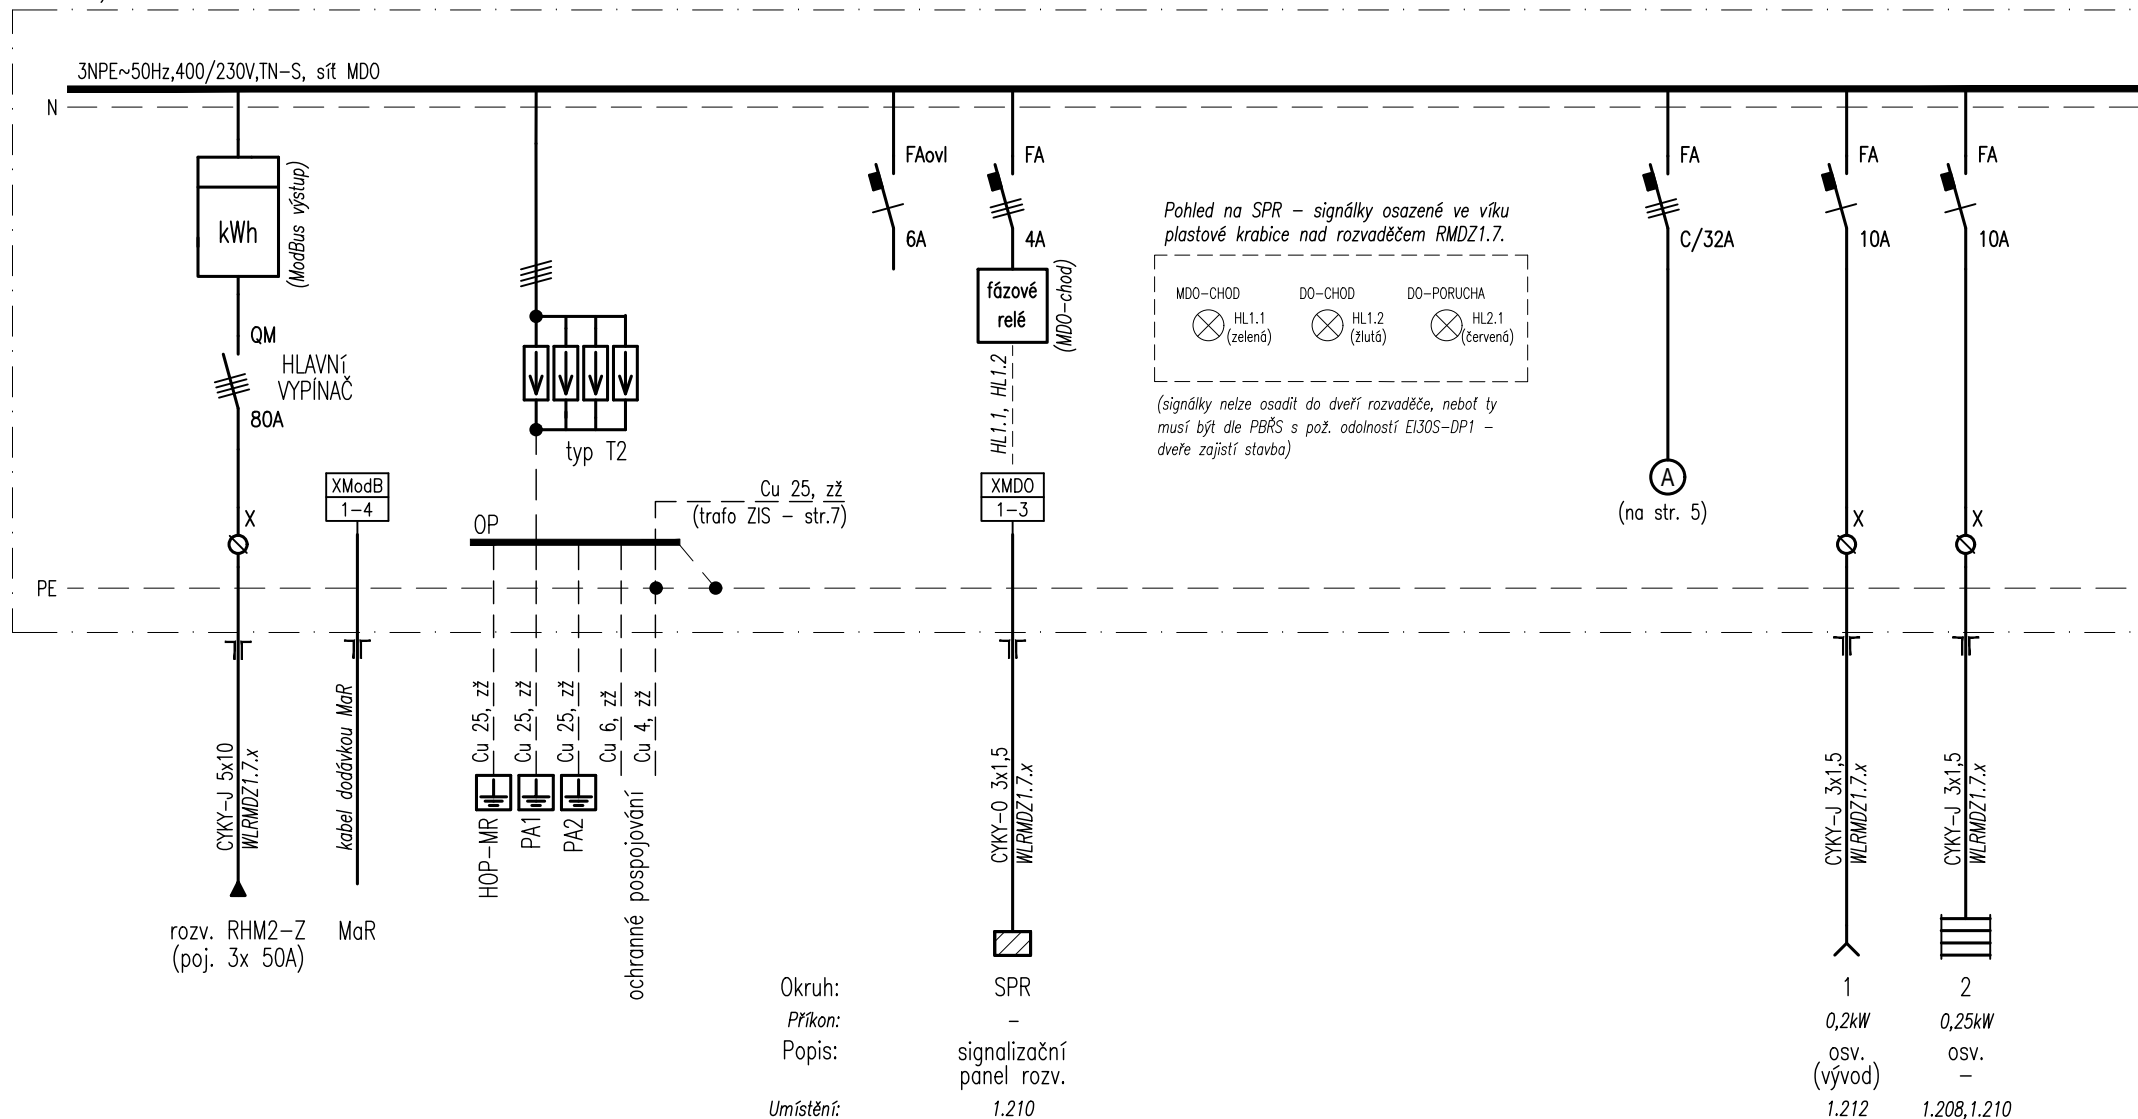 3NPE~50Hz,400/230V,TN-S, síť MDO
N
FAovl
FA
FA
FA
FA
kWh
(ModBus výstup)
6A
4A
C/32A
10A
10A
Pohled na SPR – signálky osazené ve víku
plastové krabice nad rozvaděčem RMDZ1.7.
MDO-CHOD
DO-CHOD
DO-PORUCHA
HL1.1
(zelená)
HL1.2
(žlutá)
HL2.1
(červená)
(signálky nelze osadit do dveří rozvaděče, neboť ty
musí být dle PBŘS s pož. odolností EI30S-DP1 –
dveře zajistí stavba)
fázové
relé
(MDO-chod)
HL1.1, HL1.2
QM
HLAVNÍ
VYPÍNAČ
80A
typ T2
XModB
1-4
X
Cu 25, zž
(trafo ZIS – str.7)
OP
XMDO
1-3
A
(na str. 5)
X
X
PE
CYKY-J 5x10
WLRMDZ1.7.x
kabel dodávkou MaR
Cu 25, zž
Cu 25, zž
Cu 25, zž
Cu 6, zž
Cu 4, zž
HOP-MR
PA1
PA2
ochranné pospojování
CYKY-O 3x1,5
WLRMDZ1.7.x
CYKY-J 3x1,5
WLRMDZ1.7.x
CYKY-J 3x1,5
WLRMDZ1.7.x
rozv. RHM2-Z
(poj. 3x 50A)
MaR
Okruh:
SPR
1
2
Příkon:
–
0,2kW
0,25kW
Popis:
signalizační
panel rozv.
osv.
(vývod)
osv.
–
Umístění:
1.210
1.212
1.208,1.210